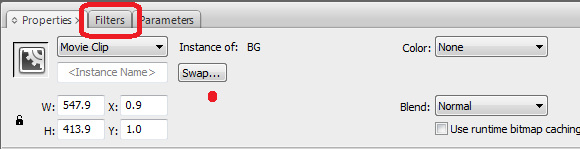 Properties Filters Parameters
Movie Clip Instance of: BG Color: None
<Instance Name> Swap...
W: 547.9 X: 0.9 Blend: Normal
H: 413.9 Y: 1.0 Use runtime bitmap caching